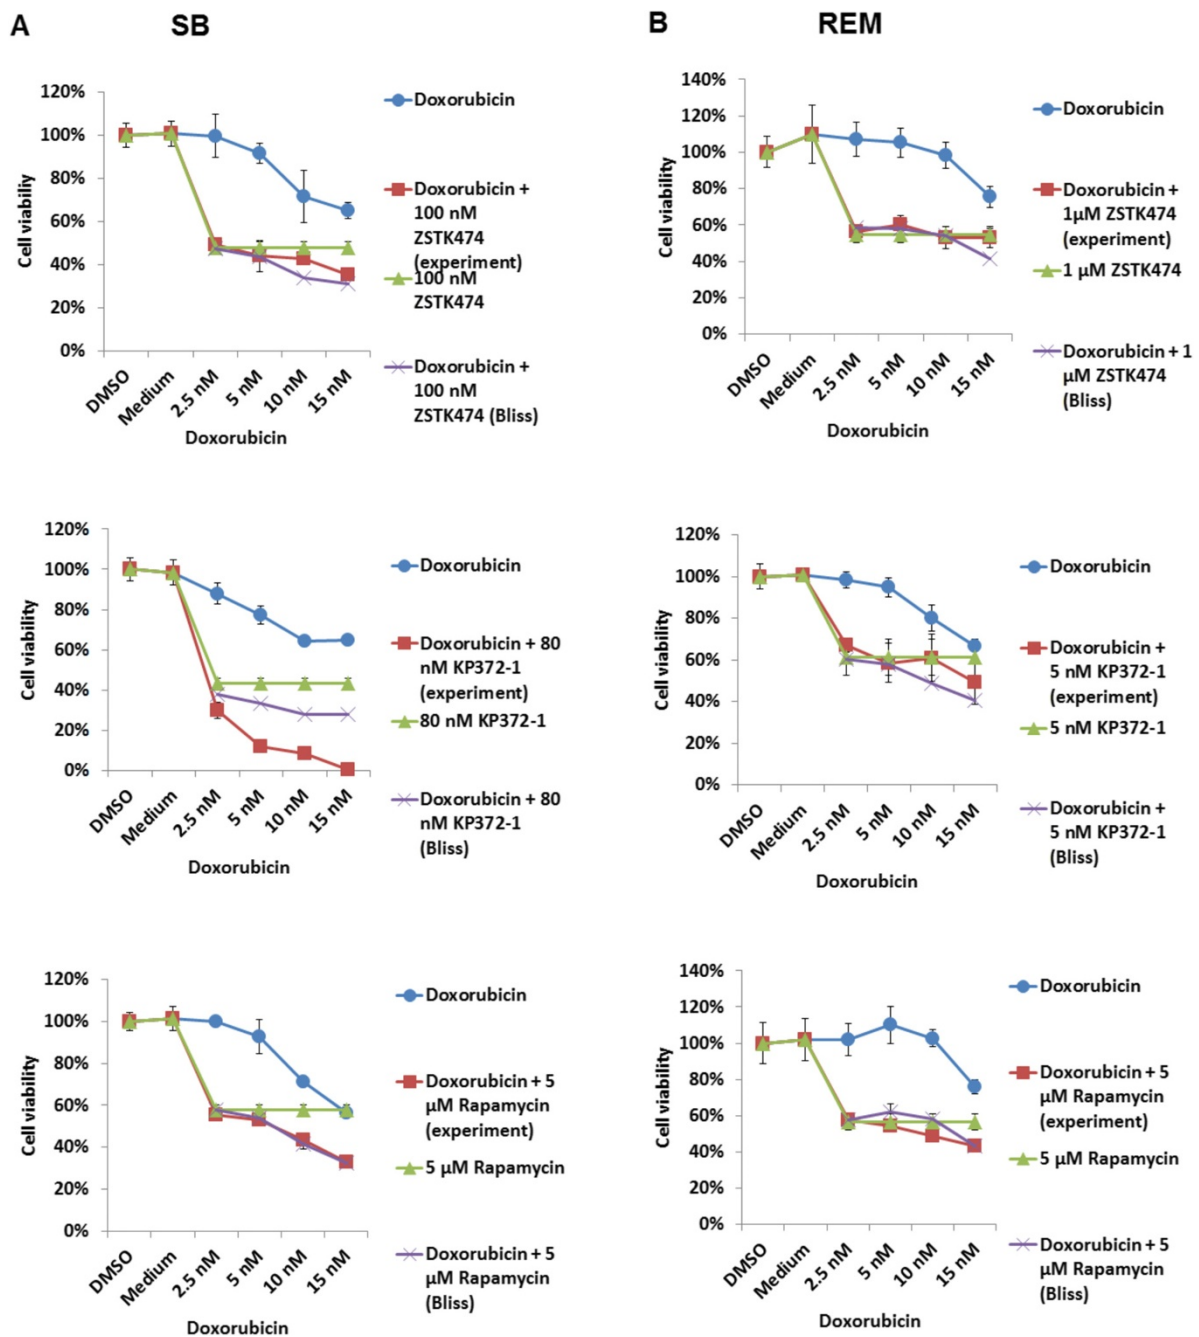 A
SB
B
REM
120%
100%
80%
60%
40%
20%
0%
Cell viability
DMSO
Medium
2.5 nM
5 nM
10 nM
15 nM
Doxorubicin
Doxorubicin
Doxorubicin +
100 nM
ZSTK474
(experiment)
100 nM
ZSTK474
Doxorubicin +
100 nM
ZSTK474 (Bliss)
140%
120%
100%
80%
60%
40%
20%
0%
Cell viability
DMSO
Medium
2.5 nM
5 nM
10 nM
15 nM
Doxorubicin
Doxorubicin
Doxorubicin +
1µM ZSTK474
(experiment)
1 µM ZSTK474
Doxorubicin + 1
µM ZSTK474
(Bliss)
120%
100%
80%
60%
40%
20%
0%
Cell viability
DMSO
Medium
2.5 nM
5 nM
10 nM
15 nM
Doxorubicin
Doxorubicin
Doxorubicin + 80
nM KP372-1
(experiment)
80 nM KP372-1
Doxorubicin + 80
nM KP372-1
(Bliss)
120%
100%
80%
60%
40%
20%
0%
Cell viability
DMSO
Medium
2.5 nM
5 nM
10 nM
15 nM
Doxorubicin
Doxorubicin
Doxorubicin +
5 nM KP372-1
(experiment)
5 nM KP372-1
Doxorubicin +
5 nM KP372-1
(Bliss)
120%
100%
80%
60%
40%
20%
0%
Cell viability
DMSO
Medium
2.5 nM
5 nM
10 nM
15 nM
Doxorubicin
Doxorubicin
Doxorubicin + 5
µM Rapamycin
(experiment)
5 µM Rapamycin
Doxorubicin + 5
µM Rapamycin
(Bliss)
140%
120%
100%
80%
60%
40%
20%
0%
Cell viability
DMSO
Medium
2.5 nM
5 nM
10 nM
15 nM
Doxorubicin
Doxorubicin
Doxorubicin + 5
µM Rapamycin
(experiment)
5 µM Rapamycin
Doxorubicin + 5
µM Rapamycin
(Bliss)